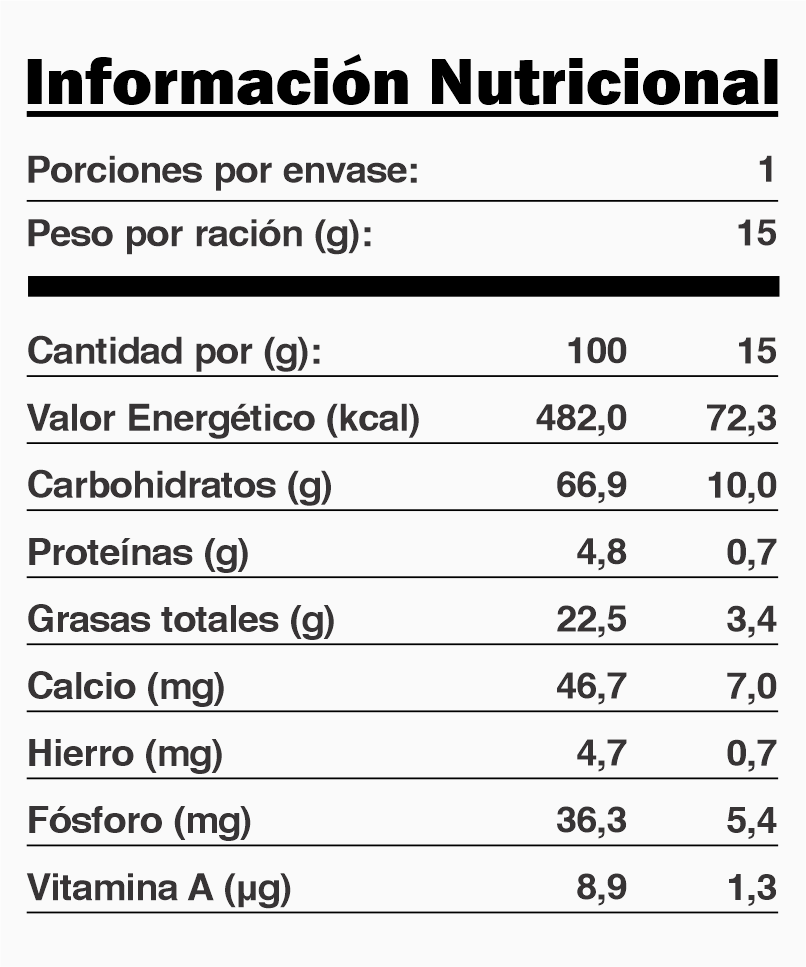 Información Nutricional
Porciones por envase: 1
Peso por ración (g): 15
Cantidad por (g): 100 15
Valor Energético (kcal) 482,0 72,3
Carbohidratos (g) 66,9 10,0
Proteínas (g) 4,8 0,7
Grasas totales (g) 22,5 3,4
Calcio (mg) 46,7 7,0
Hierro (mg) 4,7 0,7
Fósforo (mg) 36,3 5,4
Vitamina A (µg) 8,9 1,3